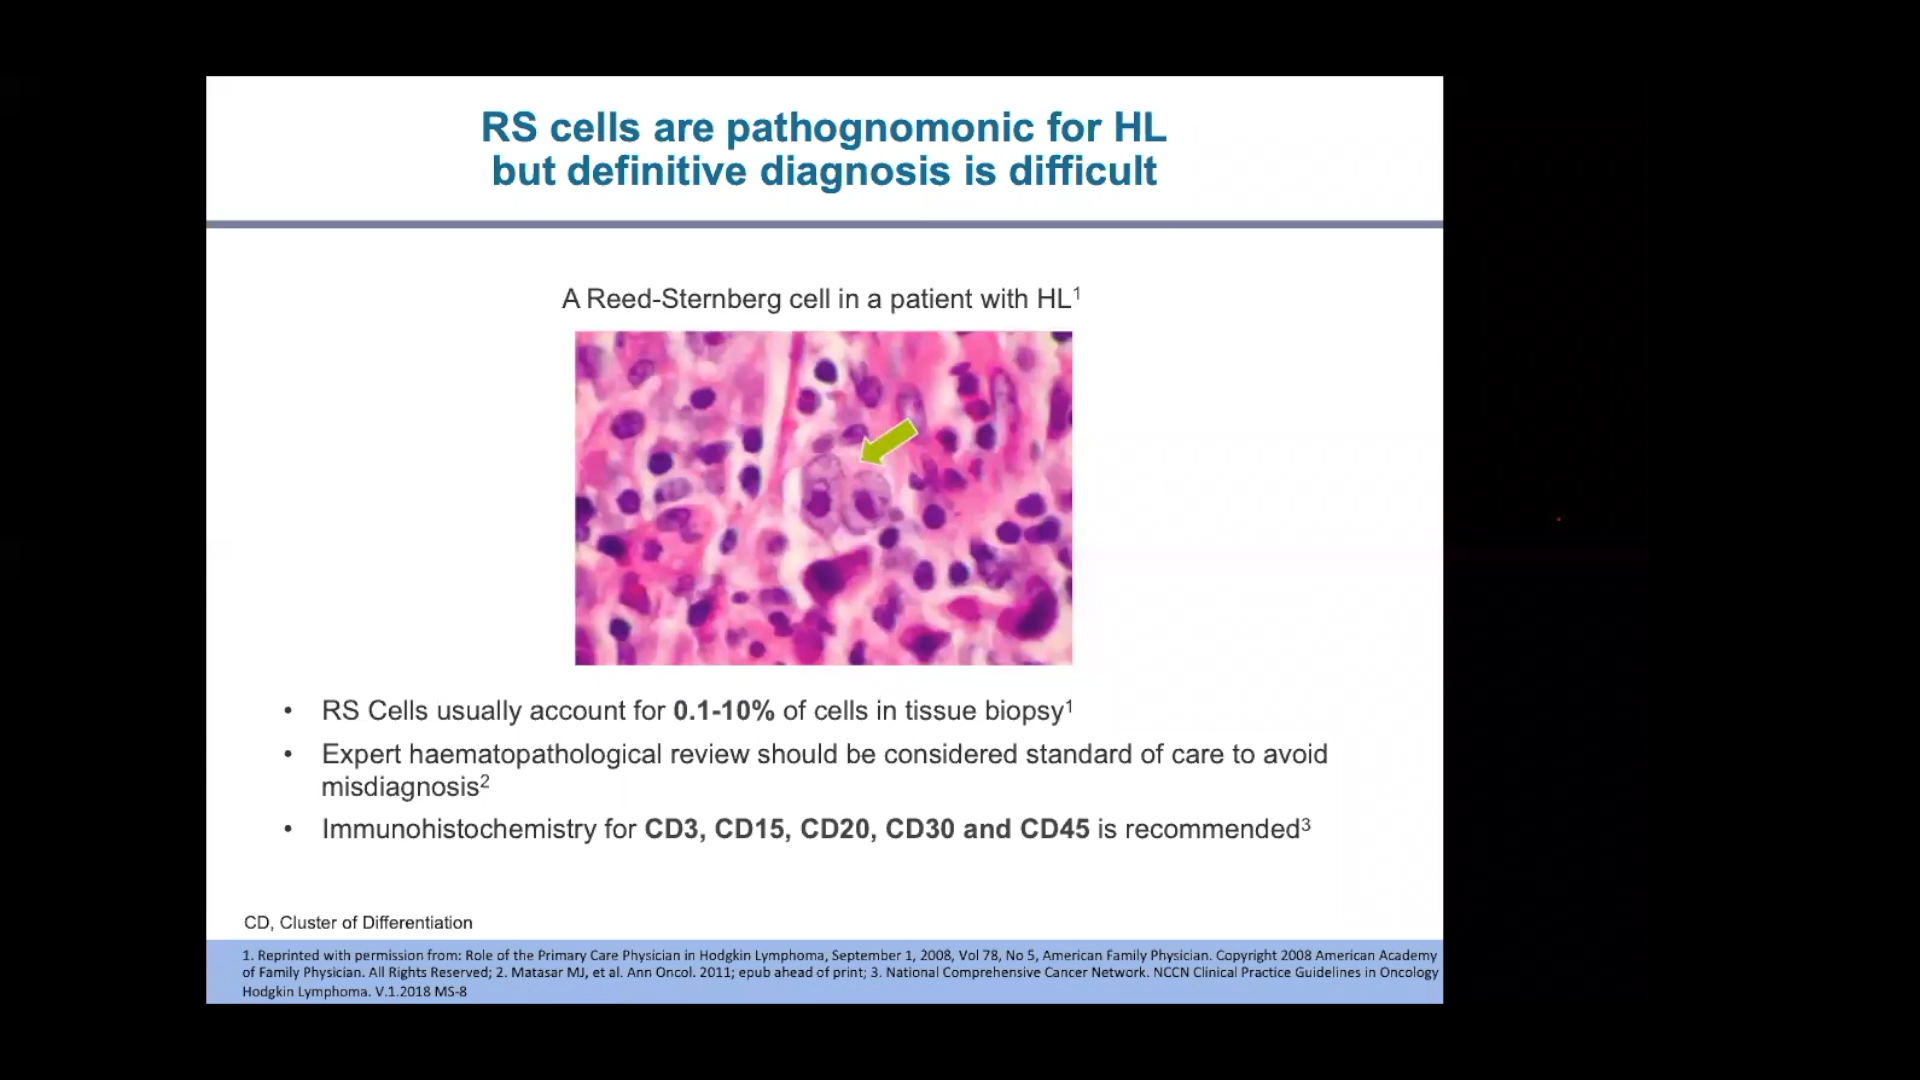 RS cells are pathognomonic for HL
but definitive diagnosis is difficult
A Reed-Sternberg cell in a patient with HL¹
• RS Cells usually account for 0.1-10% of cells in tissue biopsy¹
• Expert haematopathological review should be considered standard of care to avoid
misdiagnosis²
• Immunohistochemistry for CD3, CD15, CD20, CD30 and CD45 is recommended³
CD, Cluster of Differentiation
1. Reprinted with permission from: Role of the Primary Care Physician in Hodgkin Lymphoma, September 1, 2008, Vol 78, No 5, American Family Physician. Copyright 2008 American Academy
of Family Physician. All Rights Reserved; 2. Matasar MJ, et al. Ann Oncol. 2011; epub ahead of print; 3. National Comprehensive Cancer Network. NCCN Clinical Practice Guidelines in Oncology
Hodgkin Lymphoma. V.1.2018 MS-8